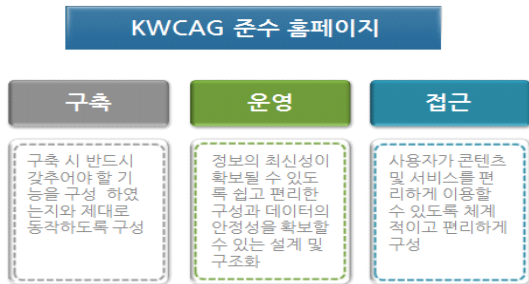 KWCAG 준수 홈페이지
구축
운영
접근
구축 시 반드시
갖추어야 할 기
능을 구성 하였
는지와 제대로
동작하도록 구성
정보의 최신성이
확보될 수 있도
록 쉽고 편리한
구성과 데이터의
안정성을 확보할
수 있는 설계 및
구조화
사용자가 콘텐츠
및 서비스를 편
리하게 이용할
수 있도록 체계
적이고 편리하게
구성